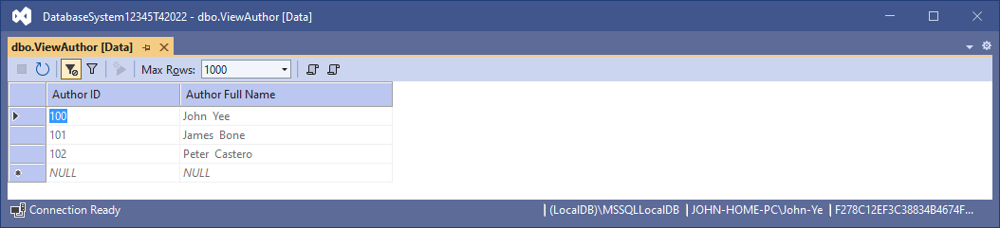 DatabaseSystem12345T42022 - dbo.ViewAuthor [Data]
dbo.ViewAuthor [Data]
Max Rows: 1000
Author ID Author Full Name
100 John Yee
101 James Bone
102 Peter Castero
NULL NULL
Connection Ready (LocalDB)\MSSQLLocalDB JOHN-HOME-PC\John-Ye F278C12EF3C38834B4674F...